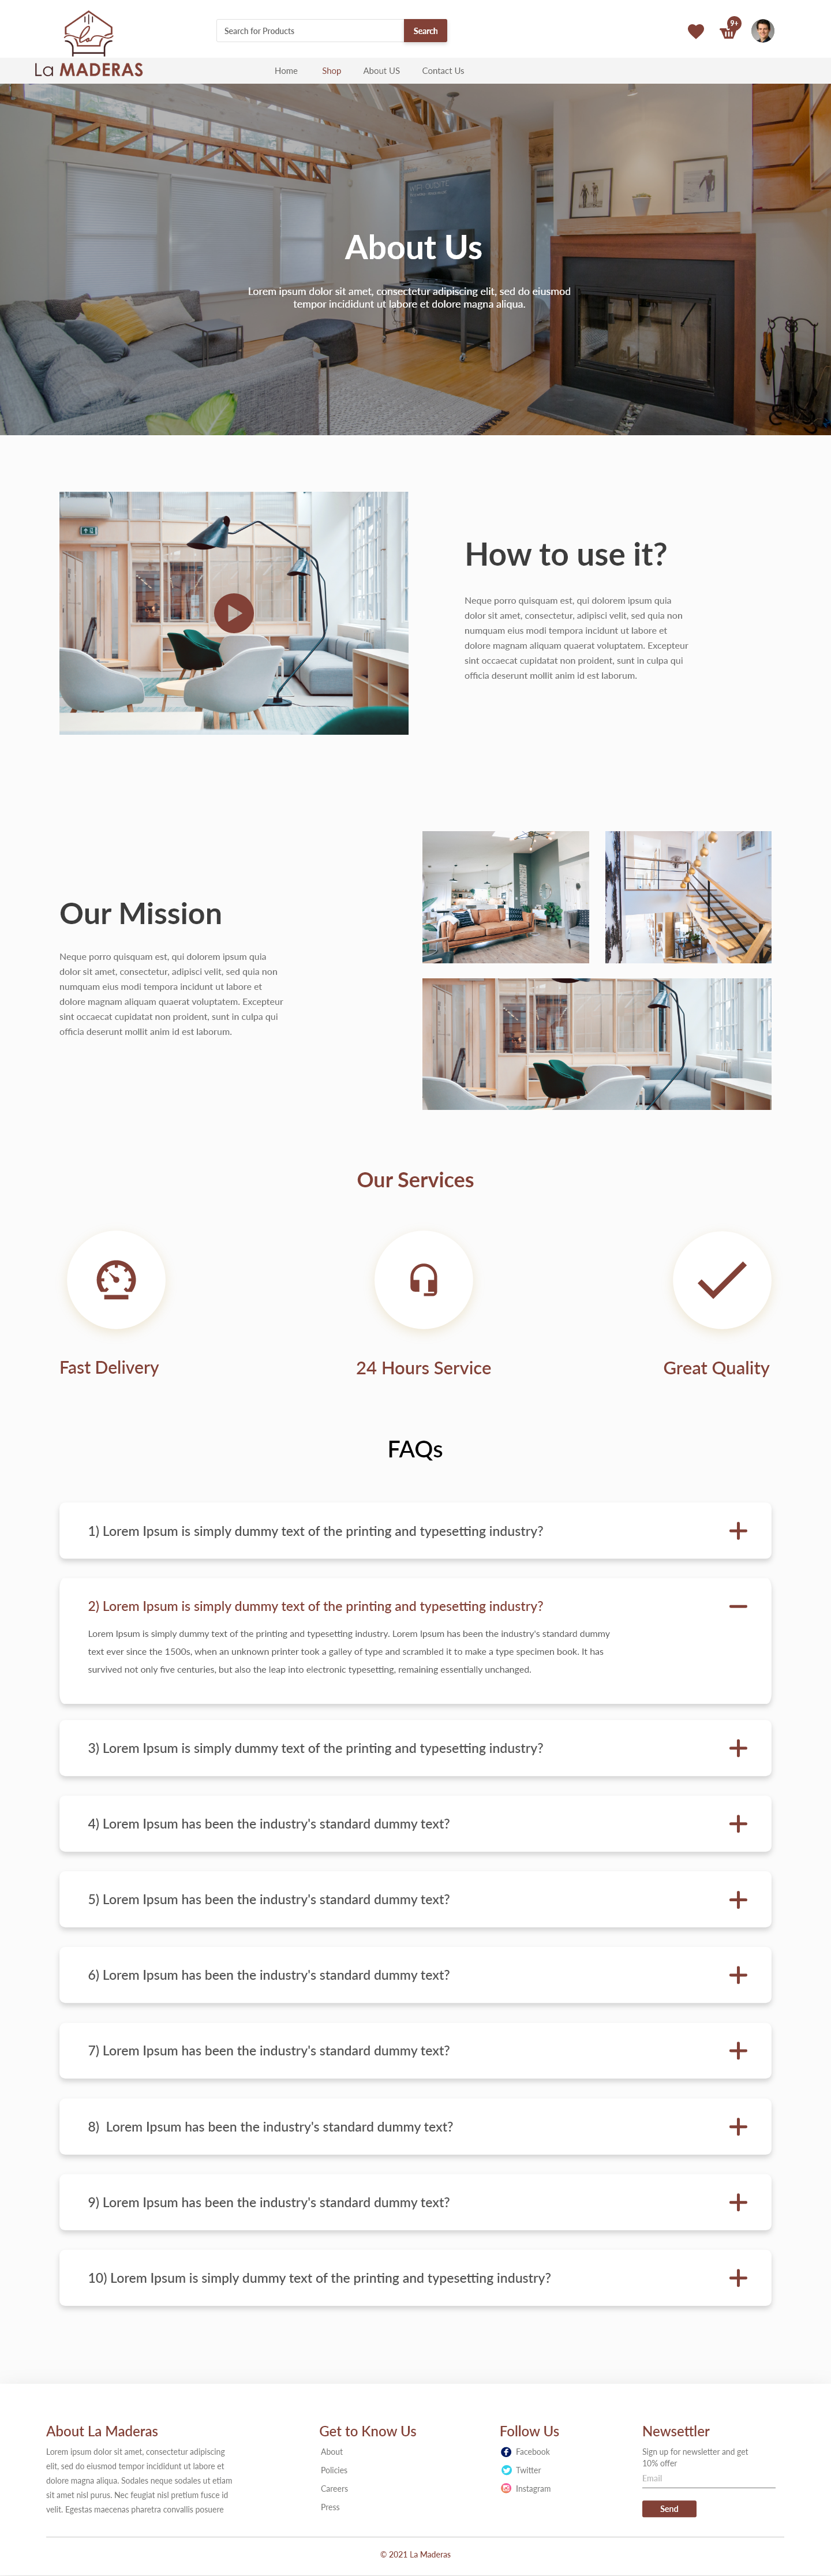 Search for Products
Search
9+
La MADERAS
Home Shop About US Contact Us
About Us
Lorem ipsum dolor sit amet, consectetur adipiscing elit, sed do eiusmod
tempor incididunt ut labore et dolore magna aliqua.
How to use it?
Neque porro quisquam est, qui dolorem ipsum quia
dolor sit amet, consectetur, adipisci velit, sed quia non
numquam eius modi tempora incidunt ut labore et
dolore magnam aliquam quaerat voluptatem. Excepteur
sint occaecat cupidatat non proident, sunt in culpa qui
officia deserunt mollit anim id est laborum.
Our Mission
Neque porro quisquam est, qui dolorem ipsum quia
dolor sit amet, consectetur, adipisci velit, sed quia non
numquam eius modi tempora incidunt ut labore et
dolore magnam aliquam quaerat voluptatem. Excepteur
sint occaecat cupidatat non proident, sunt in culpa qui
officia deserunt mollit anim id est laborum.
Our Services
Fast Delivery
24 Hours Service
Great Quality
FAQs
1) Lorem Ipsum is simply dummy text of the printing and typesetting industry?
2) Lorem Ipsum is simply dummy text of the printing and typesetting industry?
Lorem Ipsum is simply dummy text of the printing and typesetting industry. Lorem Ipsum has been the industry's standard dummy
text ever since the 1500s, when an unknown printer took a galley of type and scrambled it to make a type specimen book. It has
survived not only five centuries, but also the leap into electronic typesetting, remaining essentially unchanged.
3) Lorem Ipsum is simply dummy text of the printing and typesetting industry?
4) Lorem Ipsum has been the industry's standard dummy text?
5) Lorem Ipsum has been the industry's standard dummy text?
6) Lorem Ipsum has been the industry's standard dummy text?
7) Lorem Ipsum has been the industry's standard dummy text?
8) Lorem Ipsum has been the industry's standard dummy text?
9) Lorem Ipsum has been the industry's standard dummy text?
10) Lorem Ipsum is simply dummy text of the printing and typesetting industry?
About La Maderas
Lorem ipsum dolor sit amet, consectetur adipiscing
elit, sed do eiusmod tempor incididunt ut labore et
dolore magna aliqua. Sodales neque sodales ut etiam
sit amet nisl purus. Nec feugiat nisl pretium fusce id
velit. Egestas maecenas pharetra convallis posuere
Get to Know Us
About
Policies
Careers
Press
Follow Us
Facebook
Twitter
Instagram
Newsettler
Sign up for newsletter and get
10% offer
Email
Send
© 2021 La Maderas